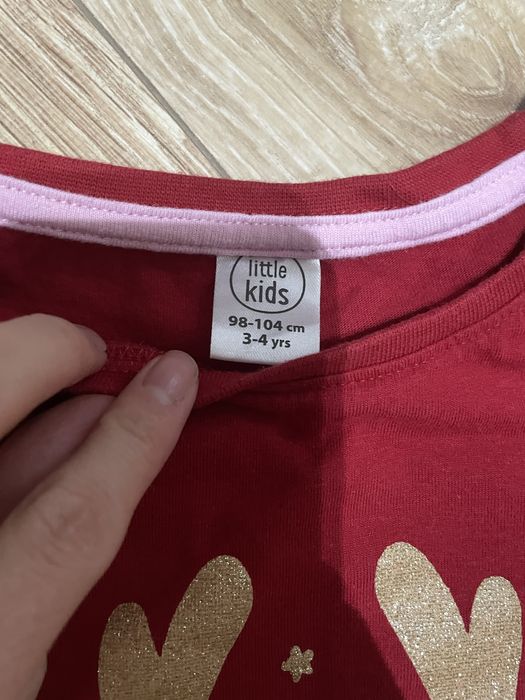 little
kids
98-104 cm
3-4 yrs